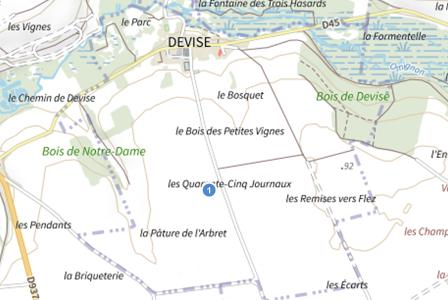 la Fontaine des Trois Hasards
le Parc
les Vignes
D45
DEVISE
la Formentelle
Omignon
le Bosquet
Bois de Devise
le Chemin de Devise
le Bois des Petites Vignes
Bois de Notre-Dame
.92
l'En
les Quarante-Cinq Journaux
1
les Remises vers Flez
les Pendants
la Pâture de l'Arbret
les Champ
la Briqueterie
D937
les Écarts